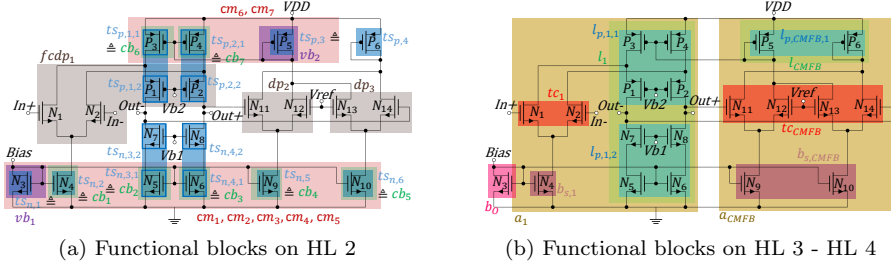 cm6, cm7
VDD
tsp,1,1
≜ cb6
P3
P4
tsp,2,1
≜ cb7
P5
tsp,3
≜
vb2
P6
tsp,4
fcdp1
tsp,1,2
P1
P2
tsp,2,2
dp2
dp3
In+
N1
N2
In-
Out-
Vb2
Out+
N11
N12
Vref
N13
N14
tsn,3,2
N7
Vb1
N8
tsn,4,2
Bias
N3
tsn,1
≜
vb1
N4
tsn,2
≜
cb1
tsn,3,1
≜
cb2
N5
N6
tsn,4,1
≜
cb3
N9
tsn,5
≜
cb4
N10
tsn,6
≜
cb5
cm1, cm2, cm3, cm4, cm5
(a) Functional blocks on HL 2
VDD
lp,1,1
P3
P4
l1
lp,CMFB,1
P5
P6
lCMFB
tc1
P1
P2
In+
N1
N2
In-
Out-
Vb2
Out+
N11
N12
Vref
N13
N14
tcCMFB
lp,1,2
N7
Vb1
N8
Bias
N3
b0
N4
bs,1
N5
N6
bs,CMFB
N9
N10
a1
aCMFB
(b) Functional blocks on HL 3 - HL 4